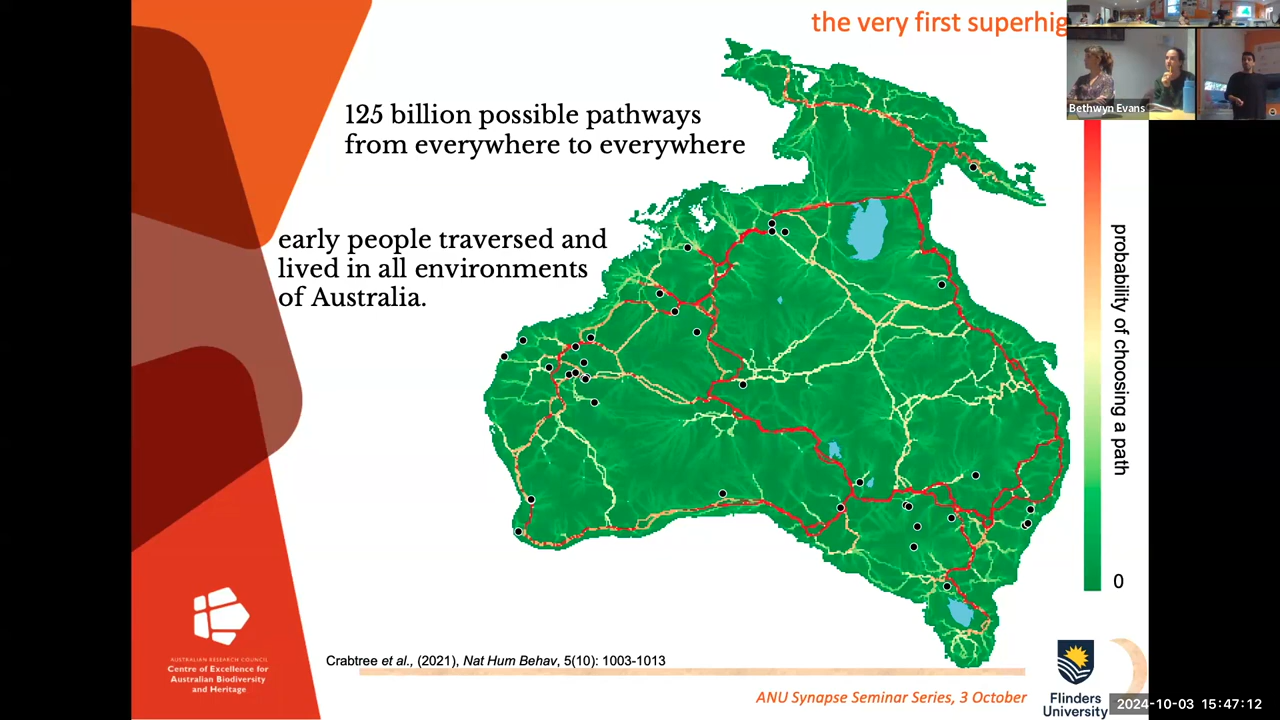 the very first superhig
Bethwyn Evans
125 billion possible pathways
from everywhere to everywhere
early people traversed and
lived in all environments
of Australia.
probability of choosing a path
0
AUSTRALIAN RESEARCH COUNCIL
Centre of Excellence for
Australian Biodiversity
and Heritage
Crabtree et al., (2021), Nat Hum Behav, 5(10): 1003-1013
ANU Synapse Seminar Series, 3 October
Flinders
University
2024-10-03 15:47:12